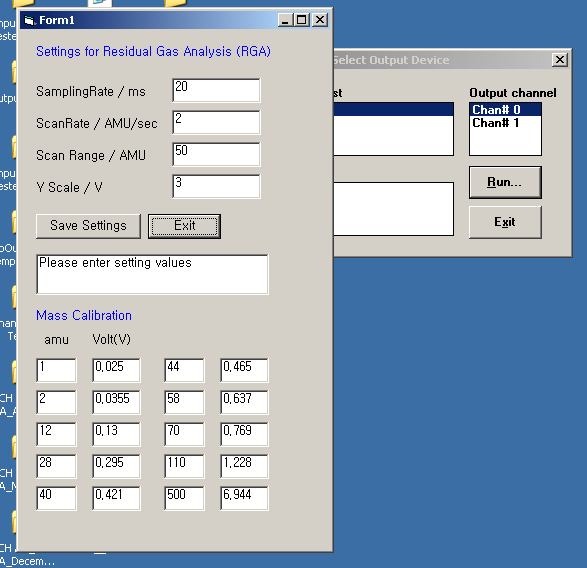 Form1
Settings for Residual Gas Analysis (RGA)
SamplingRate / ms 20
ScanRate / AMU/sec 2
Scan Range / AMU 50
Y Scale / V 3
Save Settings Exit
Please enter setting values
Mass Calibration
amu Volt(V)
1 0,025 44 0,465
2 0,0355 58 0,637
12 0,13 70 0,769
28 0,295 110 1,228
40 0,421 500 6,944
Select Output Device
st Output channel
Chan# 0
Chan# 1
Run...
Exit
A_Decem...